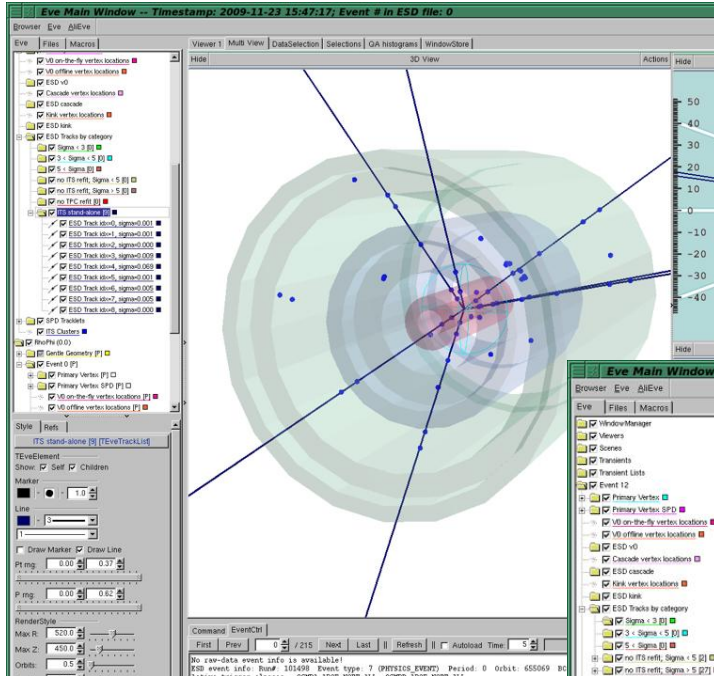 Eve Main Window -- Timestamp: 2009-11-23 15:47:17; Event # in ESD file: 0
Browser Eve AliEve
Eve Files Macros
V0 on-the-fly vertex locations
V0 offline vertex locations
ESD v0
Cascade vertex locations
ESD cascade
Kink vertex locations
ESD kink
ESD Tracks by category
Sigma < 3 [0]
3 < Sigma < 5 [0]
5 < Sigma [0]
no ITS refit; Sigma < 5 [0]
no ITS refit; Sigma > 5 [0]
no TPC refit [0]
ITS stand-alone [9]
ESD Track idx=0, sigma=0.001
ESD Track idx=1, sigma=0.001
ESD Track idx=2, sigma=0.000
ESD Track idx=3, sigma=0.009
ESD Track idx=4, sigma=0.069
ESD Track idx=5, sigma=0.001
ESD Track idx=6, sigma=0.005
ESD Track idx=7, sigma=0.005
ESD Track idx=8, sigma=0.000
SPD Tracklets
ITS Clusters
RhoPhi (0.0)
Gentle Geometry [P]
Event 0 [P]
Primary Vertex [P]
Primary Vertex SPD [P]
V0 on-the-fly vertex locations [P]
V0 offline vertex locations [P]
Style Refs
ITS stand-alone [9] [TEveTrackList]
TEveElement
Show: Self Children
Marker
1.0
Line
3
1
Draw Marker Draw Line
Pt rng: 0.00 0.37
P rng: 0.00 0.62
RenderStyle
Max R: 520.0
Max Z: 450.0
Orbits: 0.5
Viewer 1 Multi View DataSelection Selections QA histograms WindowStore
Hide 3D View Actions
Hide
50
40
30
20
10
0
-10
-20
-30
-40
Hide
Command EventCtrl
First Prev 0 / 215 Next Last || Refresh || Autoload Time: 5
No raw-data event info is available!
ESD event info: Run#: 101498 Event type: 7 (PHYSICS_EVENT) Period: 0 Orbit: 655069 BC
Eve Main Window
Browser Eve AliEve
Eve Files Macros
WindowManager
Viewers
Scenes
Transients
Transient Lists
Event 12
Primary Vertex
Primary Vertex SPD
V0 on-the-fly vertex locations
V0 offline vertex locations
ESD v0
Cascade vertex locations
ESD cascade
Kink vertex locations
ESD kink
ESD Tracks by category
Sigma < 3 [0]
3 < Sigma < 5 [0]
5 < Sigma [0]
no ITS refit; Sigma < 5 [2]
no ITS refit; Sigma > 5 [27]